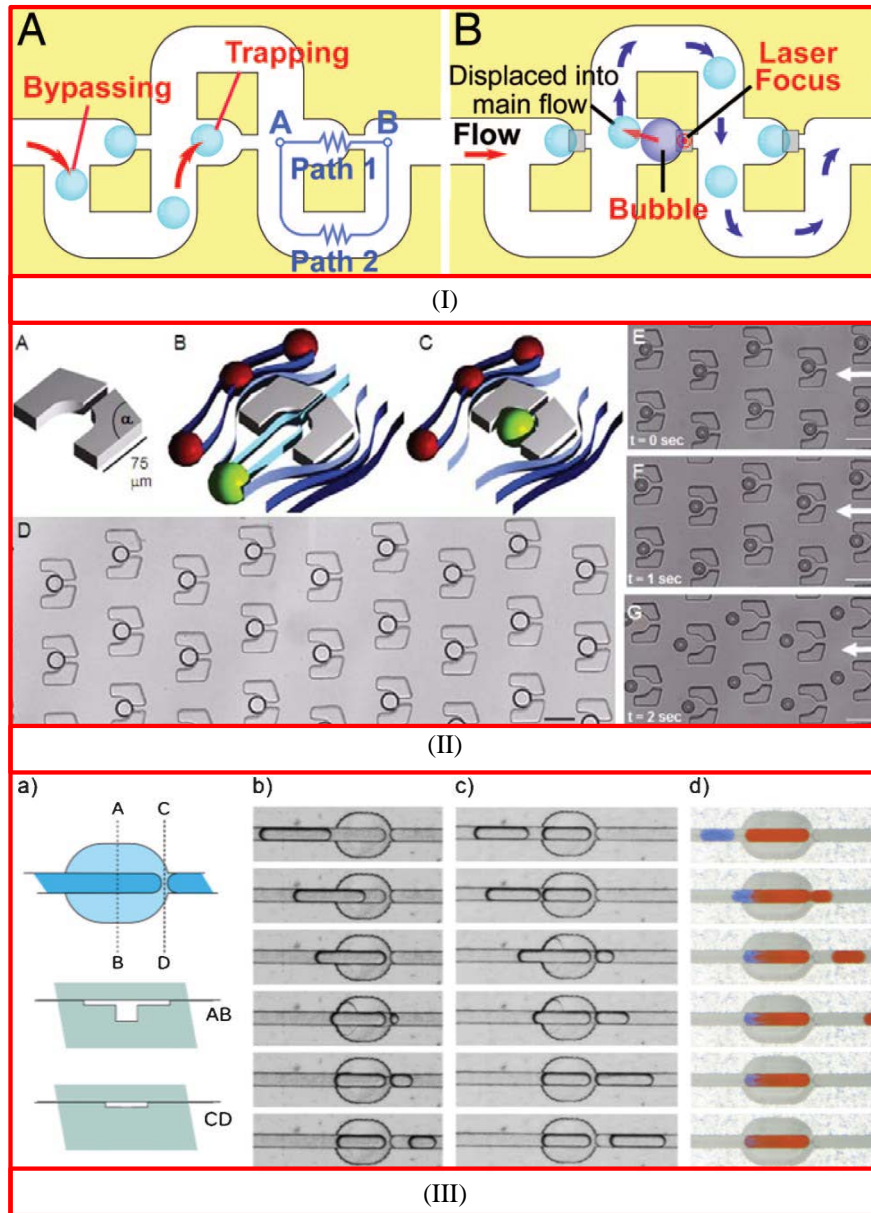 A
Bypassing
Trapping
A
B
Path 1
Path 2
B
Displaced into
main flow
Flow
Laser
Focus
Bubble
(I)
A
α
75
μm
B
C
D
E
t = 0 sec
F
t = 1 sec
G
t = 2 sec
(II)
a)
A
C
B
D
AB
CD
b)
c)
d)
(III)